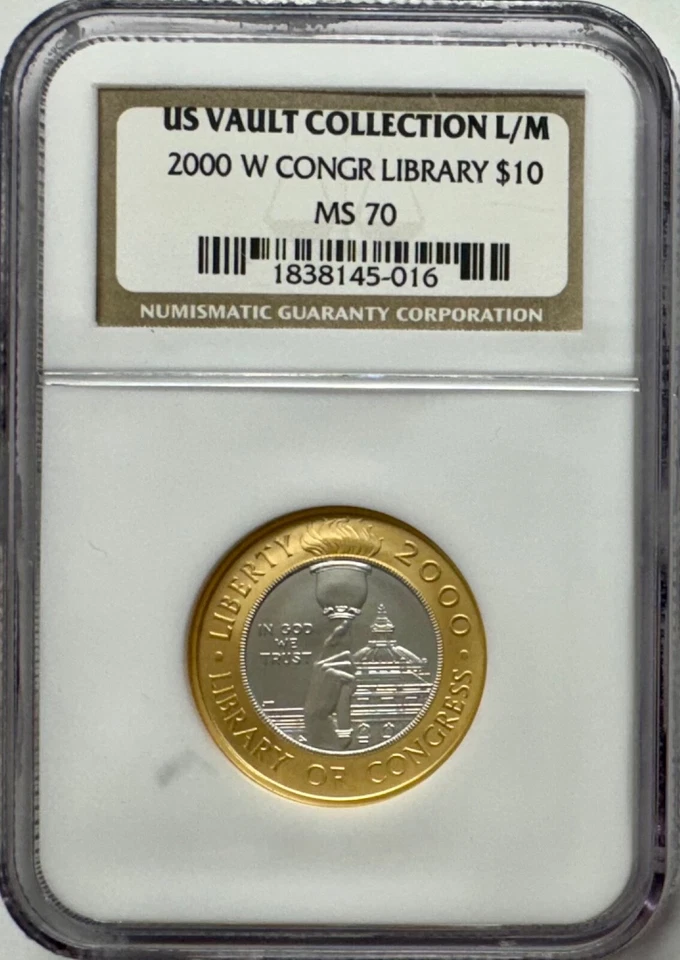 US VAULT COLLECTION L/M
2000 W CONGR LIBRARY $10
MS 70
1838145-016
NUMISMATIC GUARANTY CORPORATION
LIBERTY 2000
IN GOD
WE
TRUST
LIBRARY OF CONGRESS